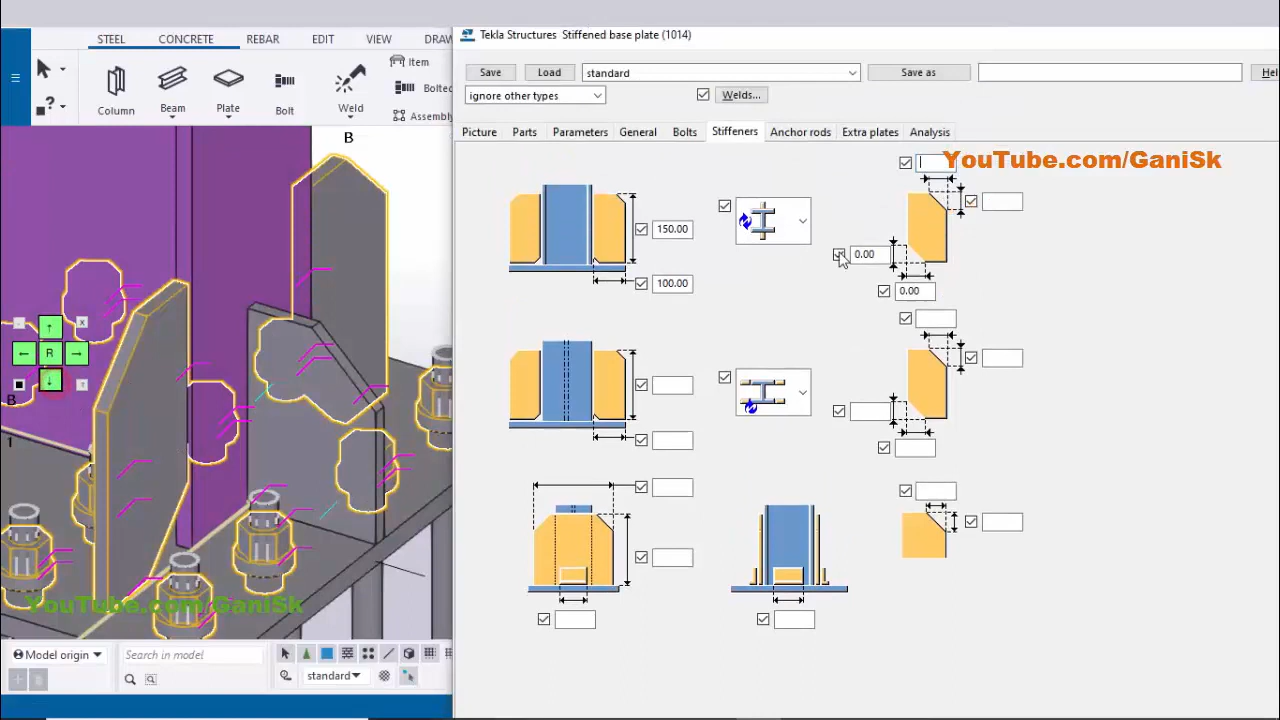 Tekla Structures Stiffened base plate (1014)
STEEL CONCRETE REBAR EDIT VIEW DRAW
Save Load standard Save as Hel
Item
ignore other types Welds... Bolted
Column Beam Plate Bolt Weld Assembly
Picture Parts Parameters General Bolts Stiffeners Anchor rods Extra plates Analysis
B
YouTube.com/GaniSk
150.00
0.00
100.00
0.00
x
R
B
1
YouTube.com/GaniSk
Model origin Search in model
standard